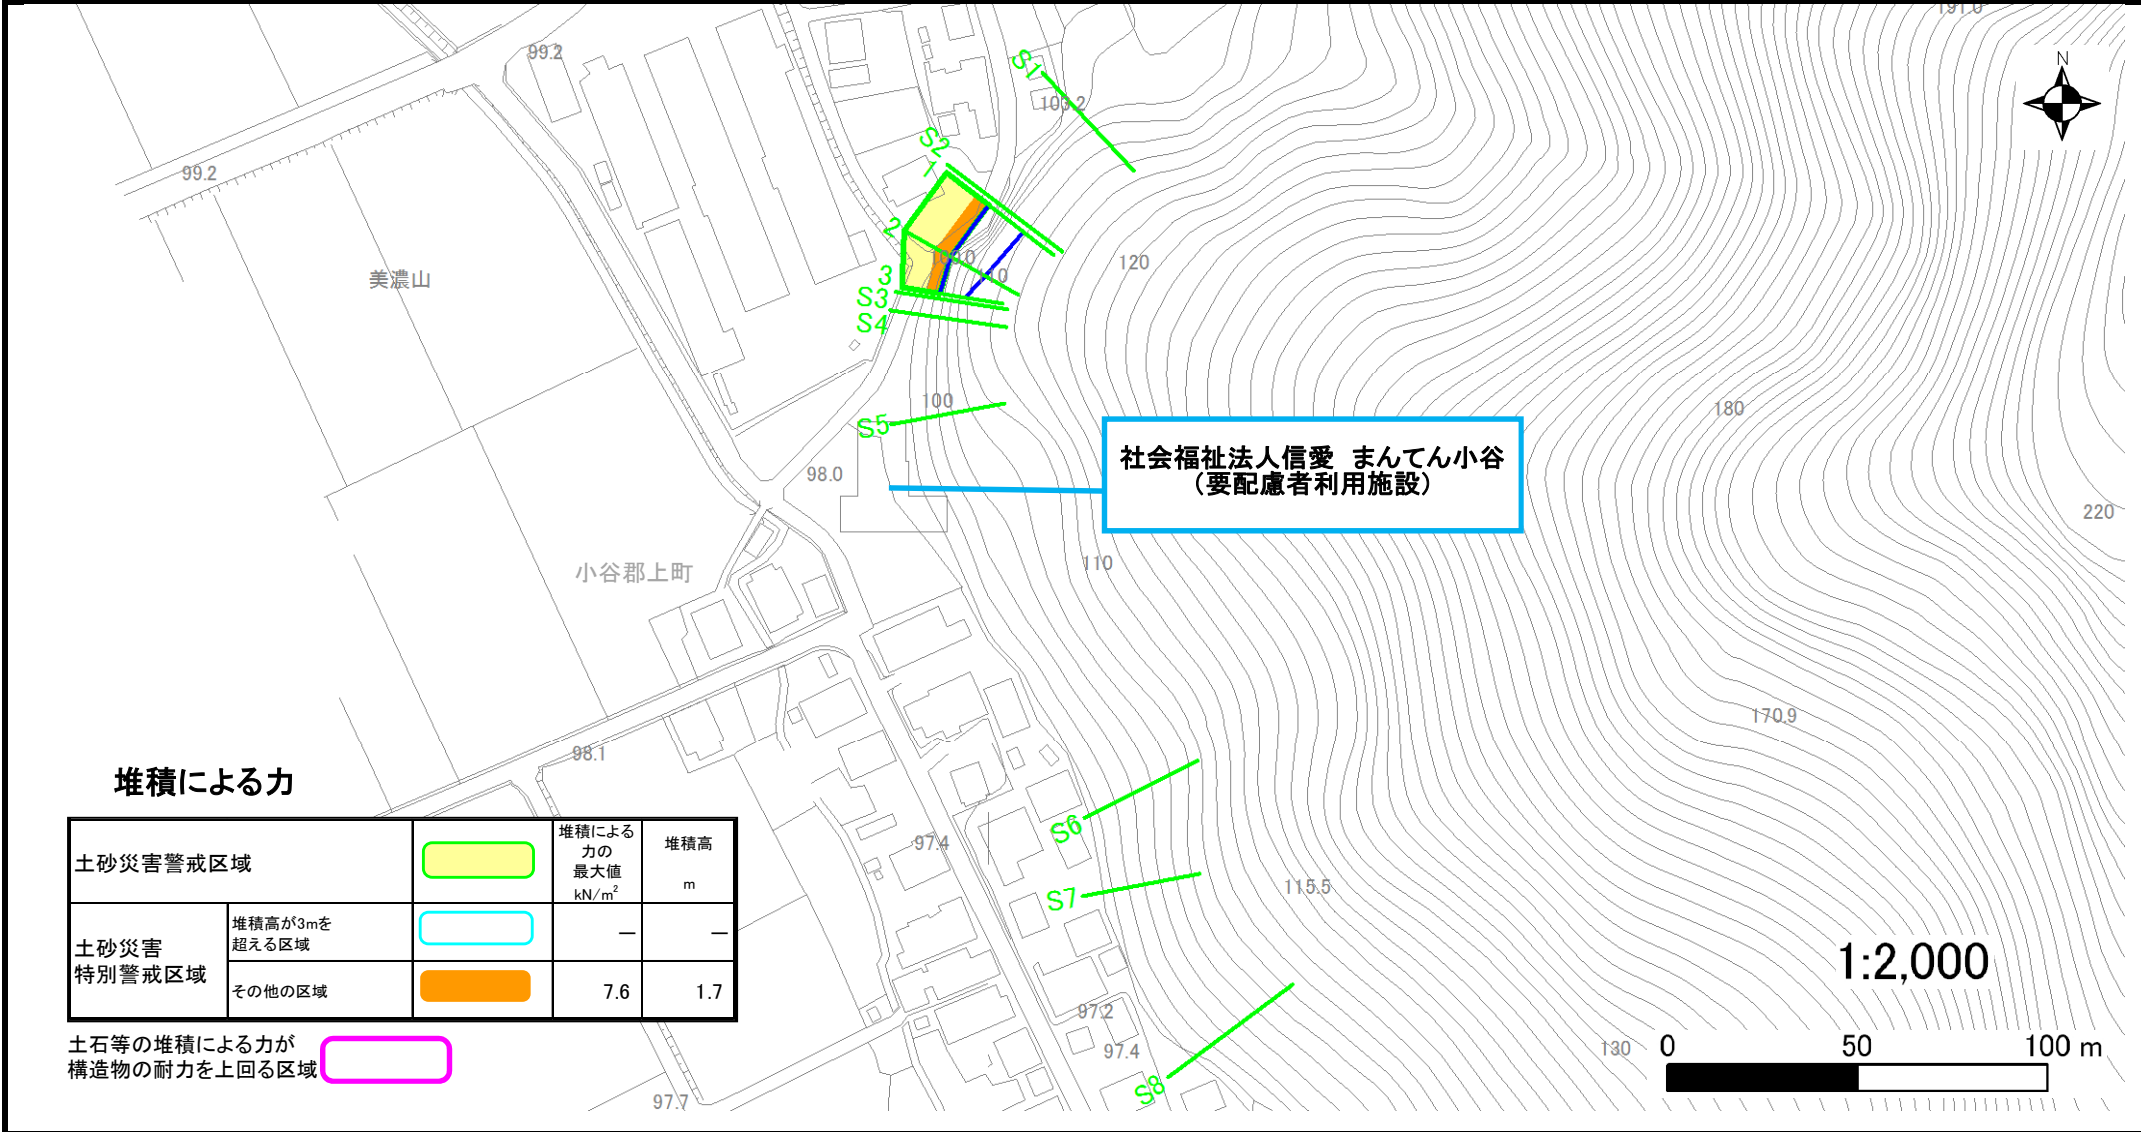 191.0
N
99.2
S1
103.2
S2
1
99.2
2
100.0
110
120
美濃山
3
S3
S4
100
S5
180
98.0
社会福祉法人信愛 まんてん小谷
(要配慮者利用施設)
220
110
小谷郡上町
170.9
98.1
堆積による力
堆積による
力の
最大値
kN/m²
堆積高
m
土砂災害警戒区域
土砂災害
特別警戒区域
堆積高が3mを
超える区域
―
―
その他の区域
7.6
1.7
土石等の堆積による力が
構造物の耐力を上回る区域
97.4
S6
S7
115.5
97.2
97.4
S8
97.7
130
1:2,000
0
50
100 m